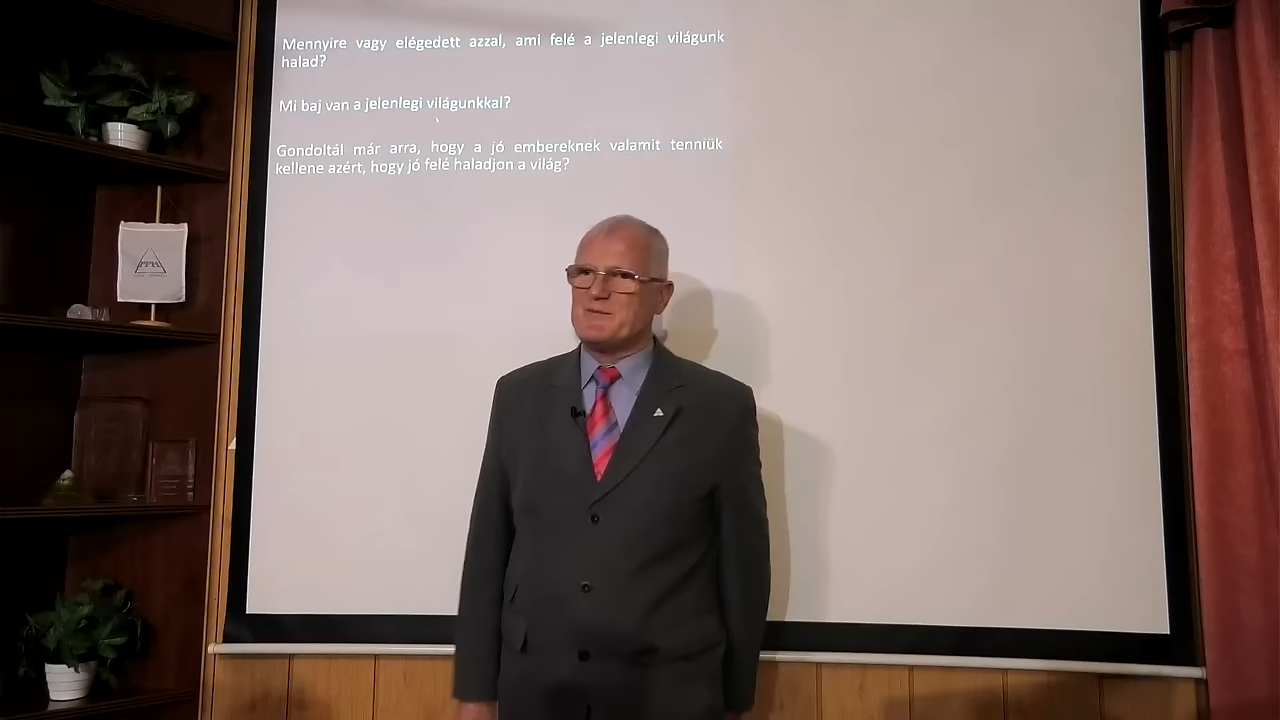 Mennyire vagy elégedett azzal, ami felé a jelenlegi világunk
halad?
Mi baj van a jelenlegi világunkkal?
Gondoltál már arra, hogy a jó embereknek valamit tenniük
kellene azért, hogy jó felé haladjon a világ?